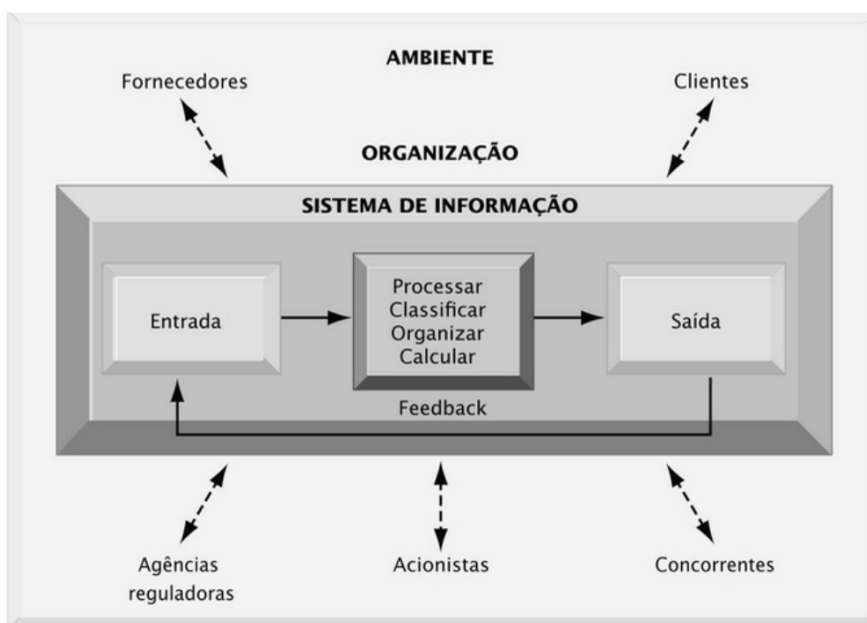 AMBIENTE
Fornecedores
Clientes
ORGANIZAÇÃO
SISTEMA DE INFORMAÇÃO
Entrada
Processar
Classificar
Organizar
Calcular
Saída
Feedback
Agências
reguladoras
Acionistas
Concorrentes